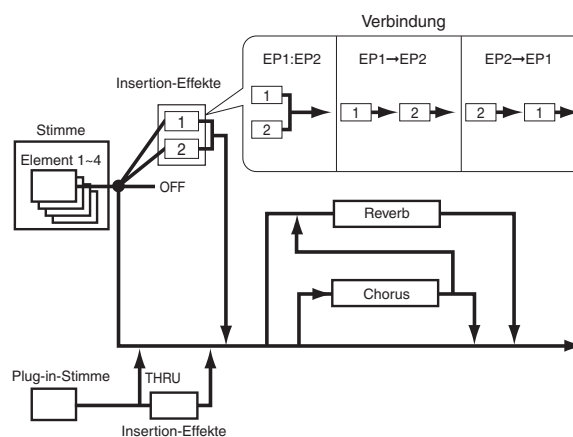 Verbindung
EP1:EP2
EP1→EP2
EP2→EP1
Insertion-Effekte
1
2
1
2
1
2
2
1
Stimme
Element 1~4
OFF
Reverb
Chorus
Plug-in-Stimme
THRU
Insertion-Effekte